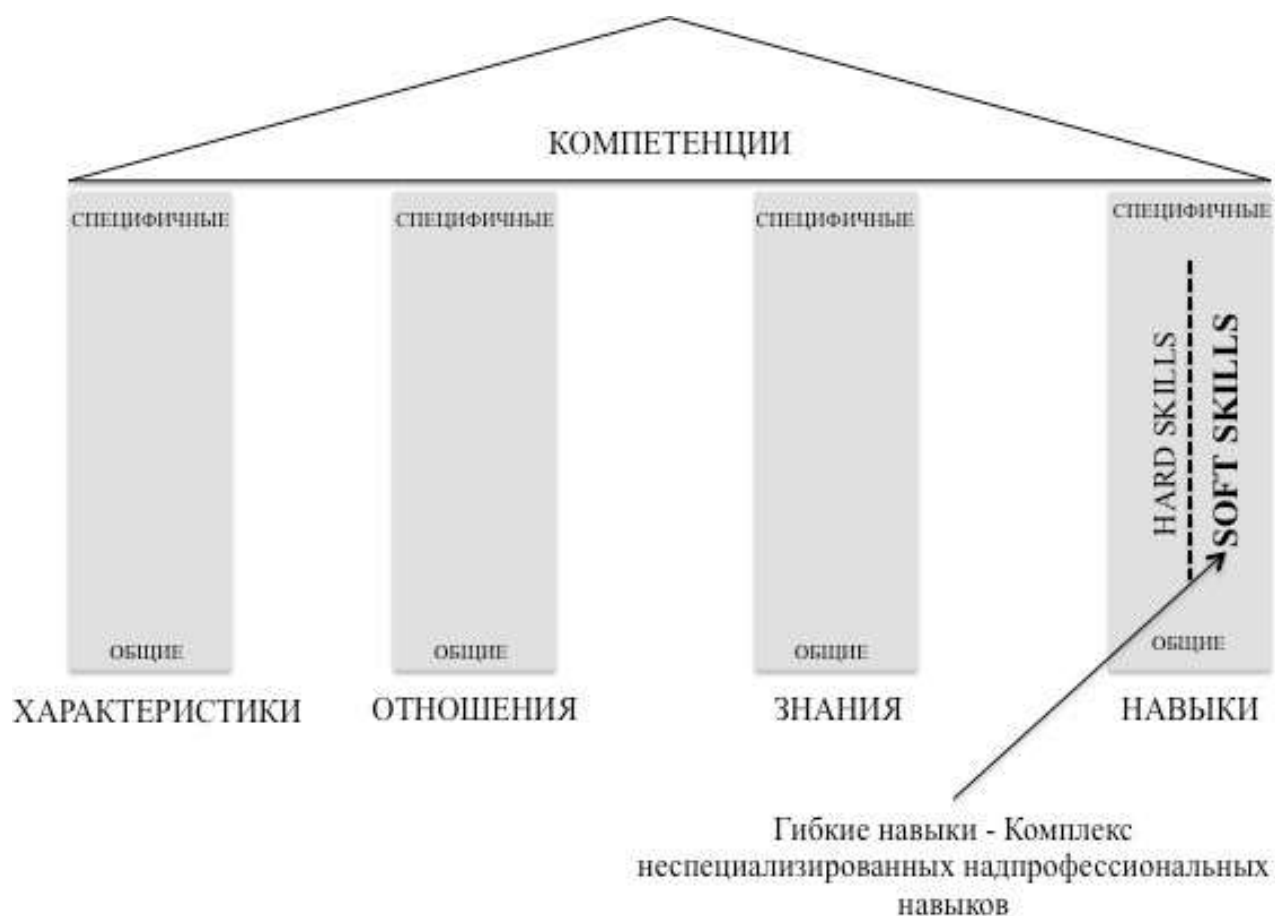 КОМПЕТЕНЦИИ
СПЕЦИФИЧНЫЕ
СПЕЦИФИЧНЫЕ
СПЕЦИФИЧНЫЕ
СПЕЦИФИЧНЫЕ
HARD SKILLS
SOFT SKILLS
ОБЩИЕ
ОБЩИЕ
ОБЩИЕ
ОБЩИЕ
ХАРАКТЕРИСТИКИ
ОТНОШЕНИЯ
ЗНАНИЯ
НАВЫКИ
Гибкие навыки - Комплекс
неспециализированных надпрофессиональных
навыков